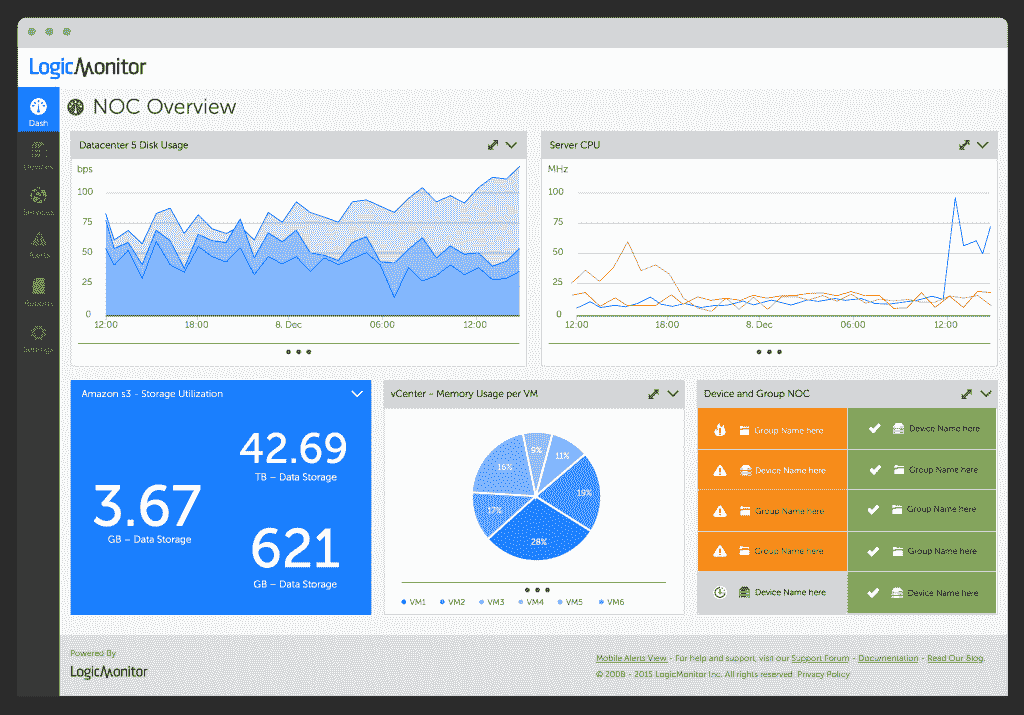 LogicMonitor
Dash
Devices
Services
Alerts
Reports
Settings
NOC Overview
Datacenter 5 Disk Usage
bps
100
75
50
25
0
12:00 18:00 8. Dec 06:00 12:00
Server CPU
MHz
100
75
50
25
0
12:00 18:00 8. Dec 06:00 12:00
Amazon s3 - Storage Utilization
42.69
TB – Data Storage
3.67
GB – Data Storage
621
GB – Data Storage
vCenter – Memory Usage per VM
9%
11%
16%
19%
17%
28%
VM1 VM2 VM3 VM4 VM5 VM6
Device and Group NOC
Group Name here Device Name here
Device Name here Group Name here
Group Name here Group Name here
Group Name here Group Name here
Device Name here Device Name here
Powered By
LogicMonitor
Mobile Alerts View - For help and support, visit our Support Forum - Documentation - Read Our Blog.
© 2008 - 2015 LogicMonitor Inc. All rights reserved. Privacy Policy